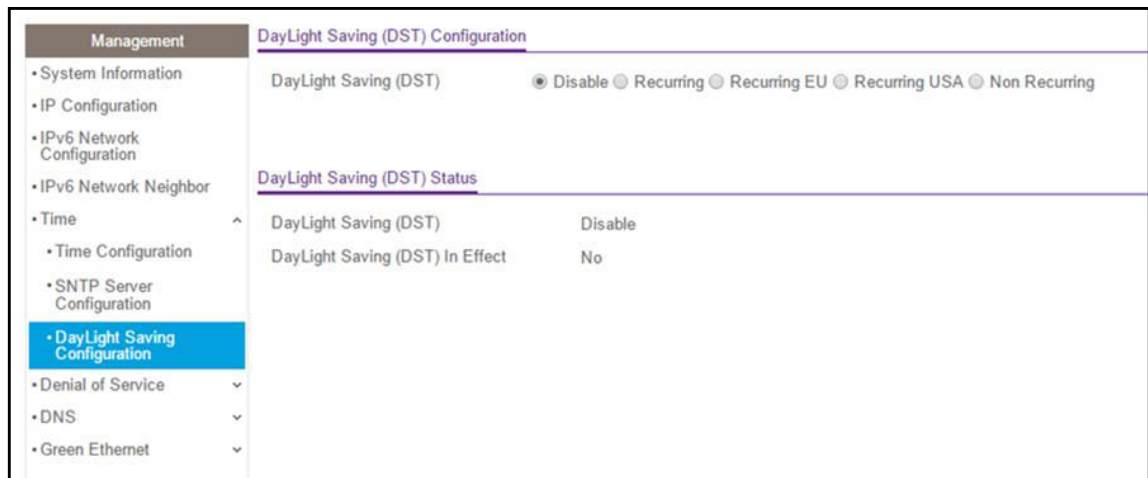 Management
• System Information
• IP Configuration
• IPv6 Network
Configuration
• IPv6 Network Neighbor
• Time
• Time Configuration
• SNTP Server
Configuration
• DayLight Saving
Configuration
• Denial of Service
• DNS
• Green Ethernet
DayLight Saving (DST) Configuration
DayLight Saving (DST) Disable Recurring Recurring EU Recurring USA Non Recurring
DayLight Saving (DST) Status
DayLight Saving (DST) Disable
DayLight Saving (DST) In Effect No